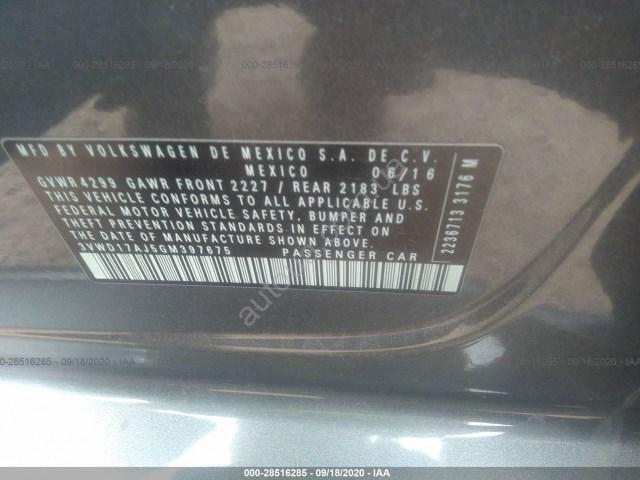 MFD BY VOLKSWAGEN DE MEXICO S.A. DE C.V.
MEXICO 06/16
GVWR 4299 GAWR FRONT 2227 / REAR 2183 LBS
THIS VEHICLE CONFORMS TO ALL APPLICABLE U.S.
FEDERAL MOTOR VEHICLE SAFETY, BUMPER AND
THEFT PREVENTION STANDARDS IN EFFECT ON
THE DATE OF MANUFACTURE SHOWN ABOVE.
3VWD17AJ5GM397675 PASSENGER CAR
2236713 3176 M
000-28516285 - 09/18/2020 - IAA